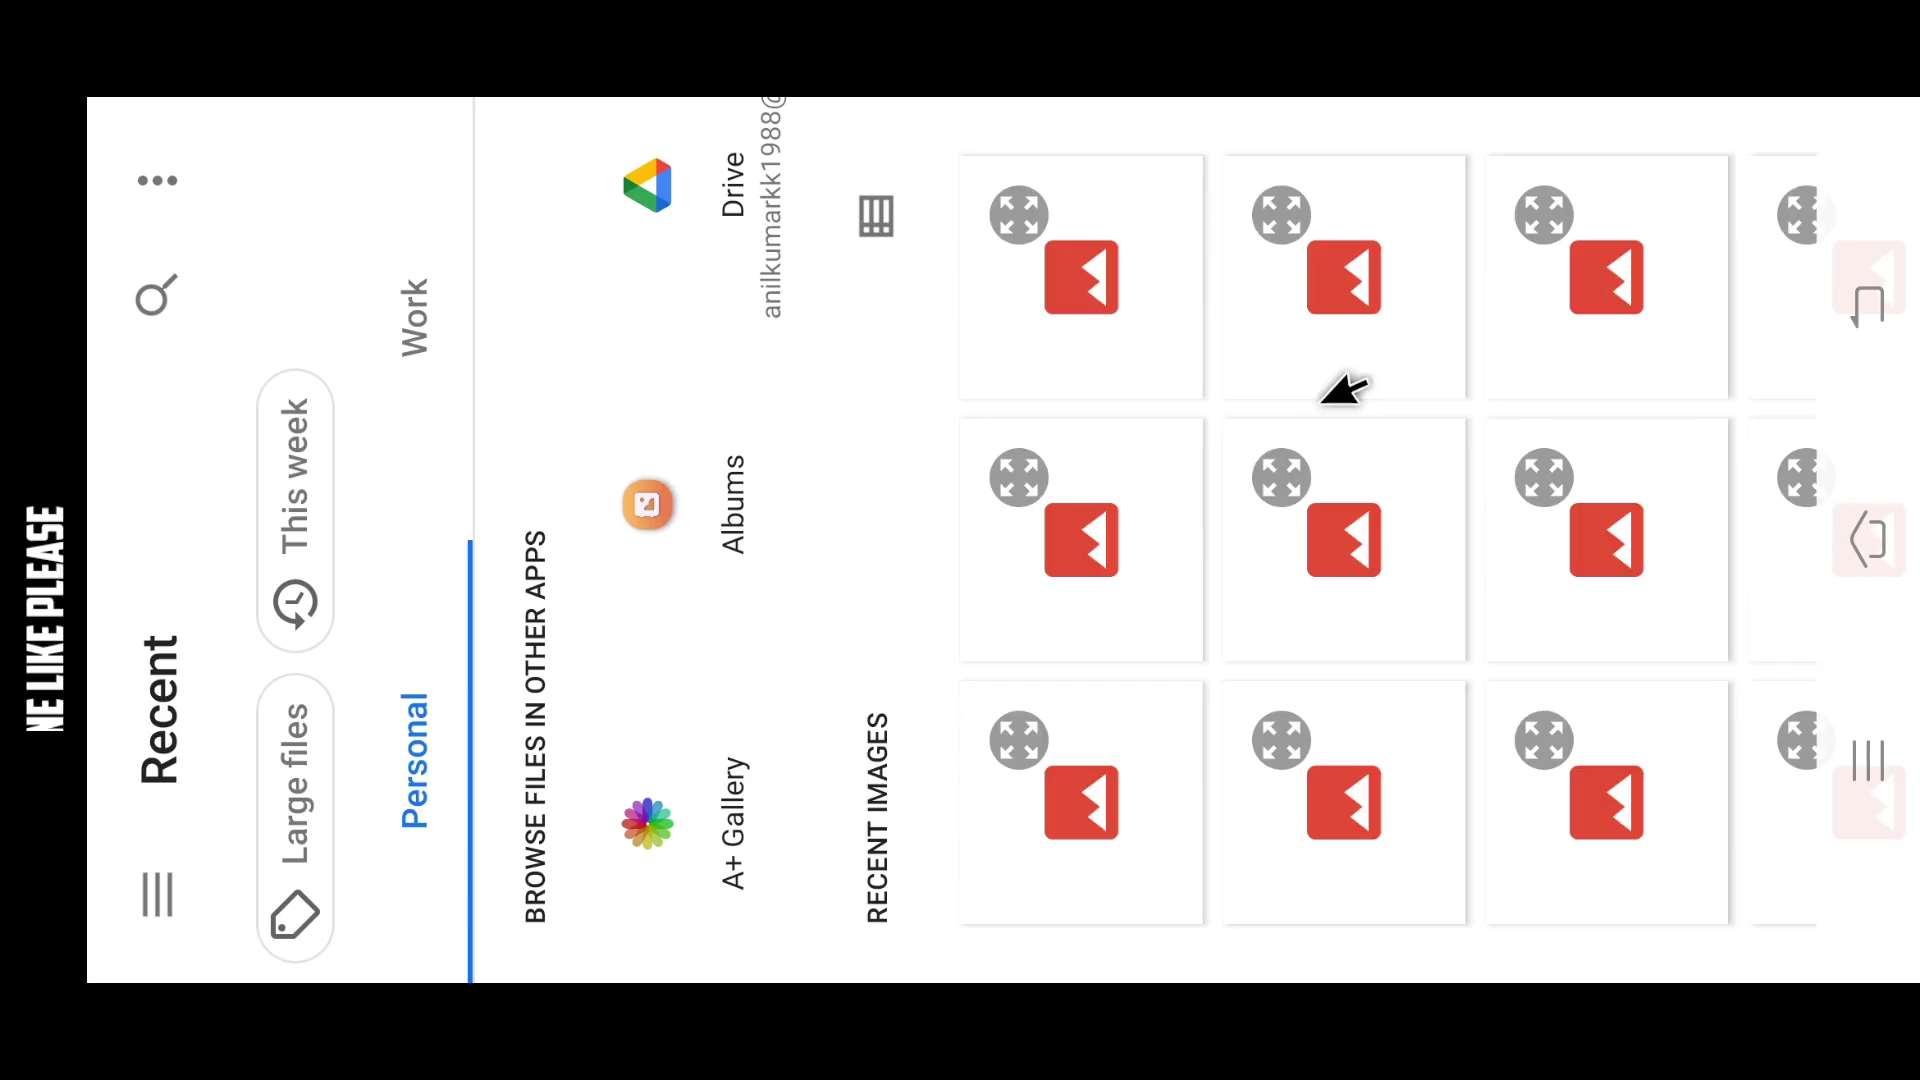 NE LIKE PLEASE
Recent
Large files
This week
Personal
Work
BROWSE FILES IN OTHER APPS
A+ Gallery
Albums
Drive
anilkumarkk1988@
RECENT IMAGES